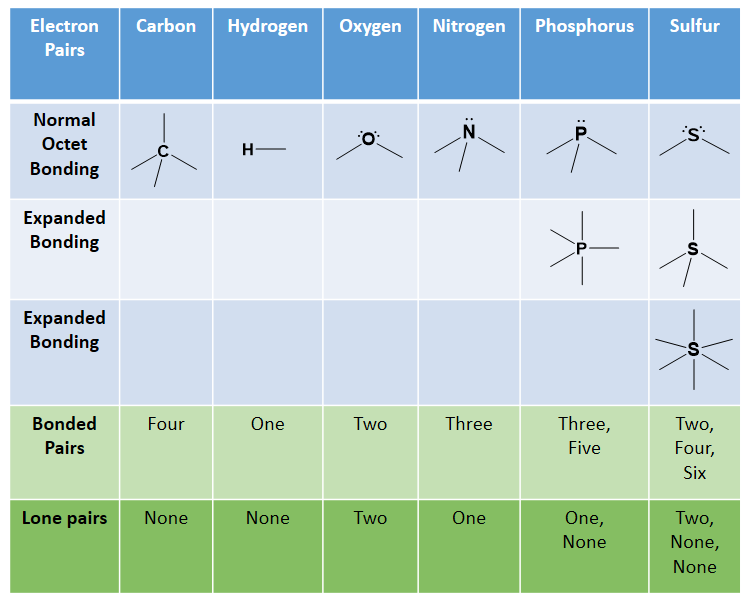 Electron Pairs Carbon Hydrogen Oxygen Nitrogen Phosphorus Sulfur
Normal Octet Bonding C H O N P S
Expanded Bonding P S
Expanded Bonding S
Bonded Pairs Four One Two Three Three, Five Two, Four, Six
Lone pairs None None Two One One, None Two, None, None